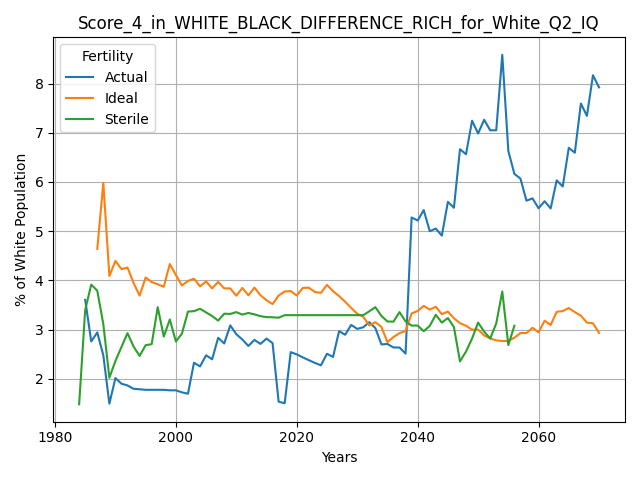 Score_4_in_WHITE_BLACK_DIFFERENCE_RICH_for_White_Q2_IQ
Fertility
Actual
Ideal
Sterile
% of White Population
8
7
6
5
4
3
2
1980
2000
2020
2040
2060
Years